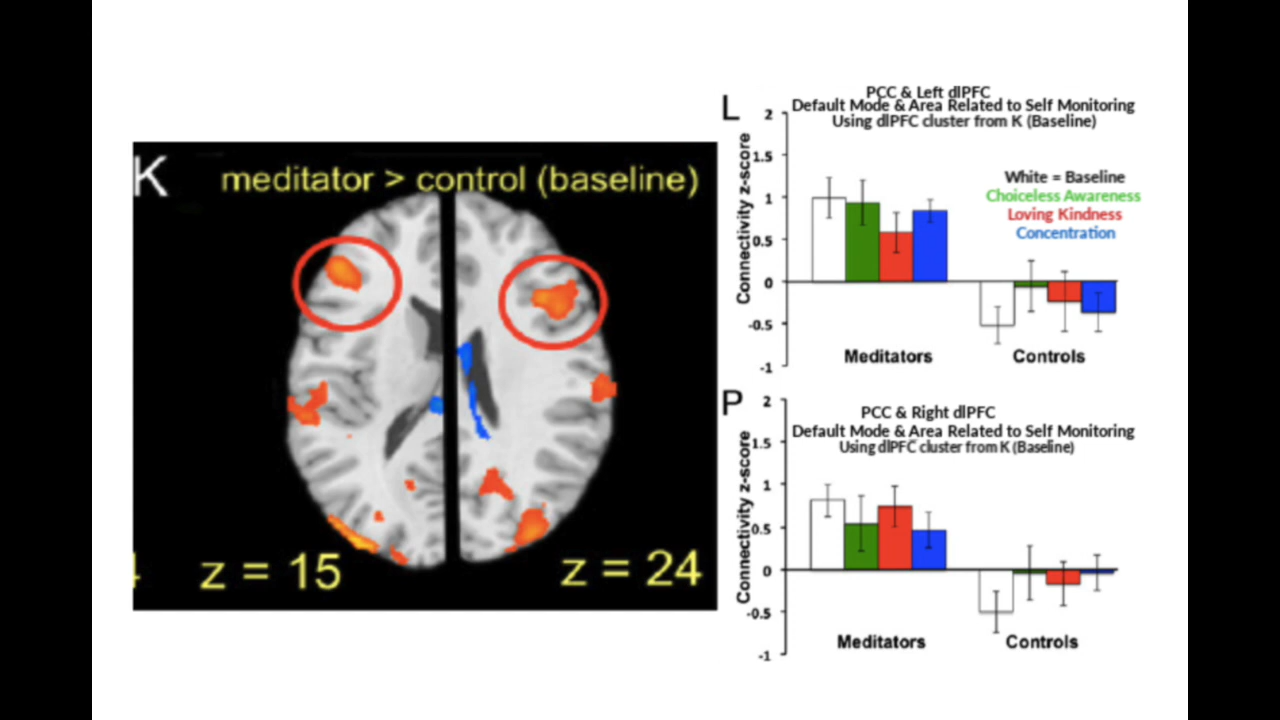 K
meditator > control (baseline)
z = 15
z = 24
L
PCC & Left dlPFC
Default Mode & Area Related to Self Monitoring
Using dlPFC cluster from K (Baseline)
Connectivity z-score
2
1.5
1
0.5
0
-0.5
-1
White = Baseline
Choiceless Awareness
Loving Kindness
Concentration
Meditators
Controls
P
PCC & Right dlPFC
Default Mode & Area Related to Self Monitoring
Using dlPFC cluster from K (Baseline)
Connectivity z-score
2
1.5
1
0.5
0
-0.5
-1
Meditators
Controls